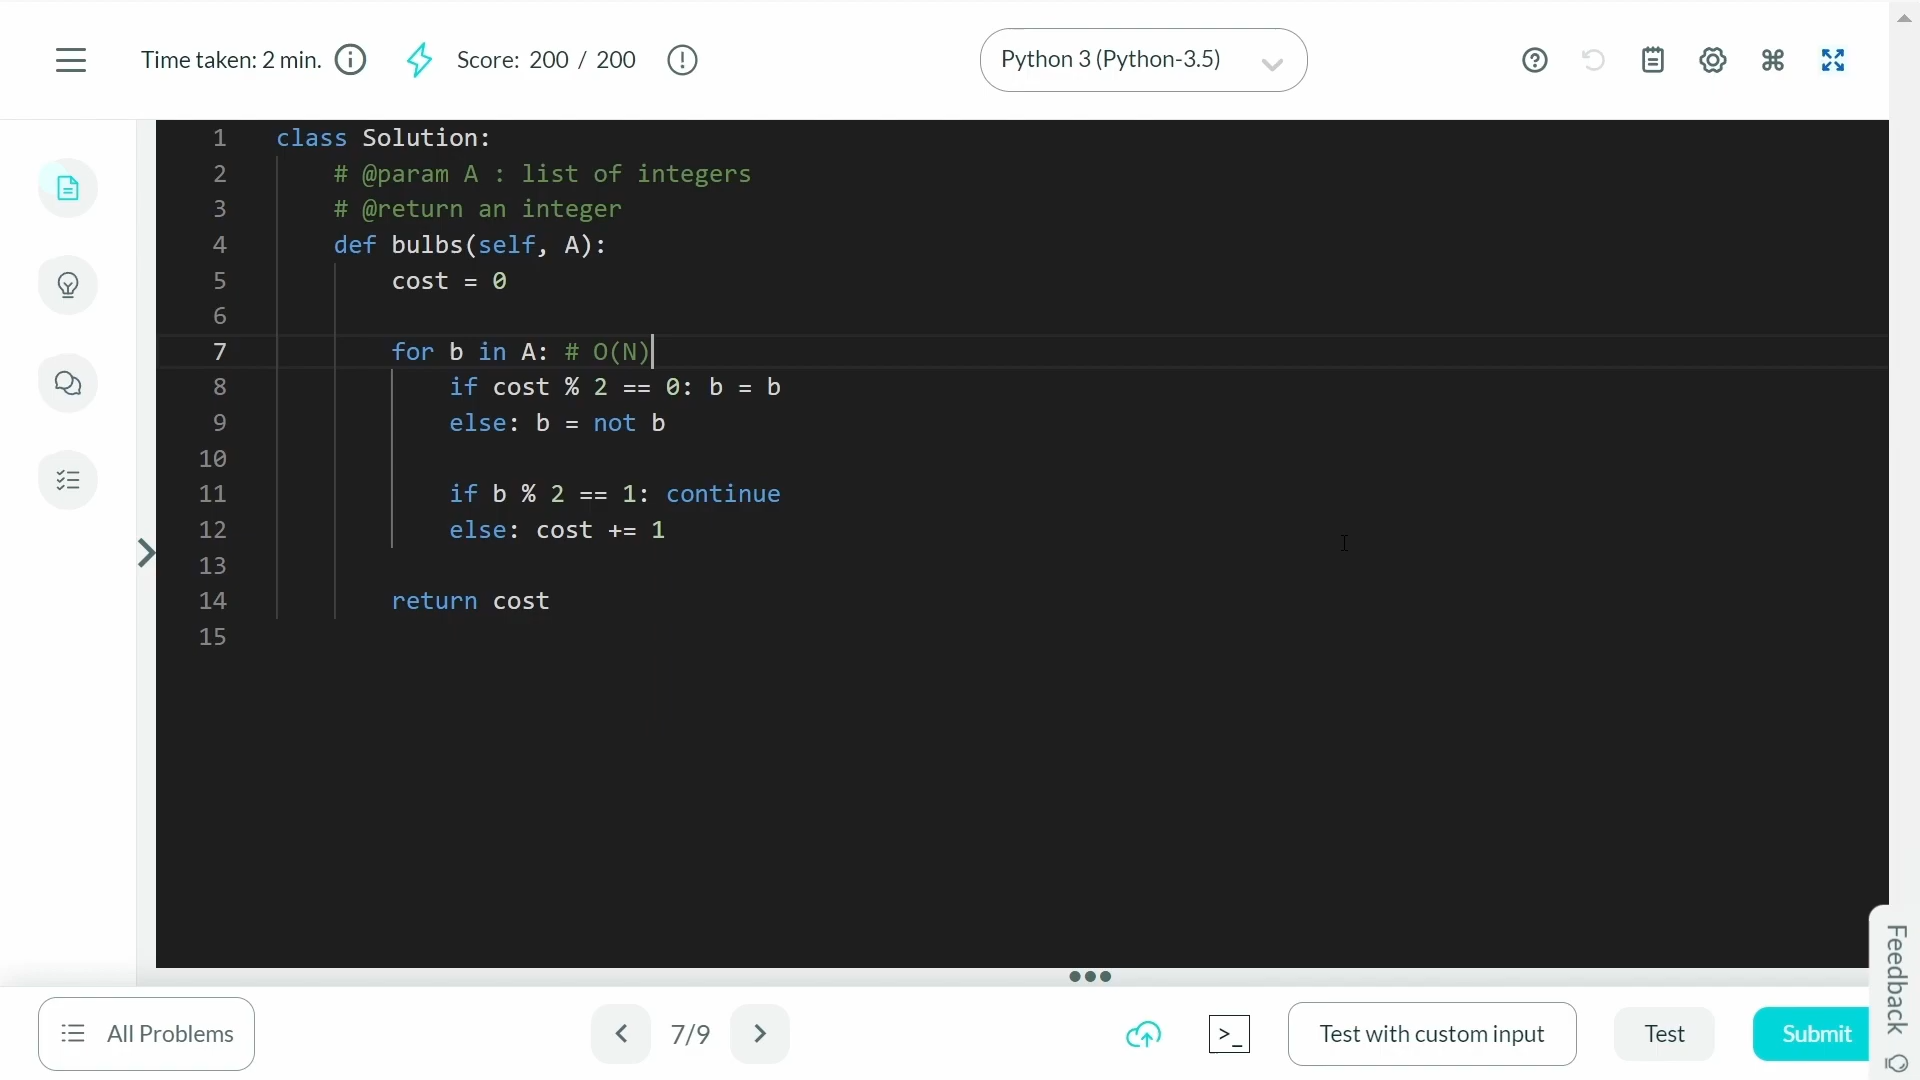 Time taken: 2 min.
Score: 200 / 200
Python 3 (Python-3.5)
1 class Solution:
2 # @param A : list of integers
3 # @return an integer
4 def bulbs(self, A):
5 cost = 0
6
7 for b in A: # O(N)
8 if cost % 2 == 0: b = b
9 else: b = not b
10
11 if b % 2 == 1: continue
12 else: cost += 1
13
14 return cost
15
Feedback
All Problems
7/9
>_
Test with custom input
Test
Submit